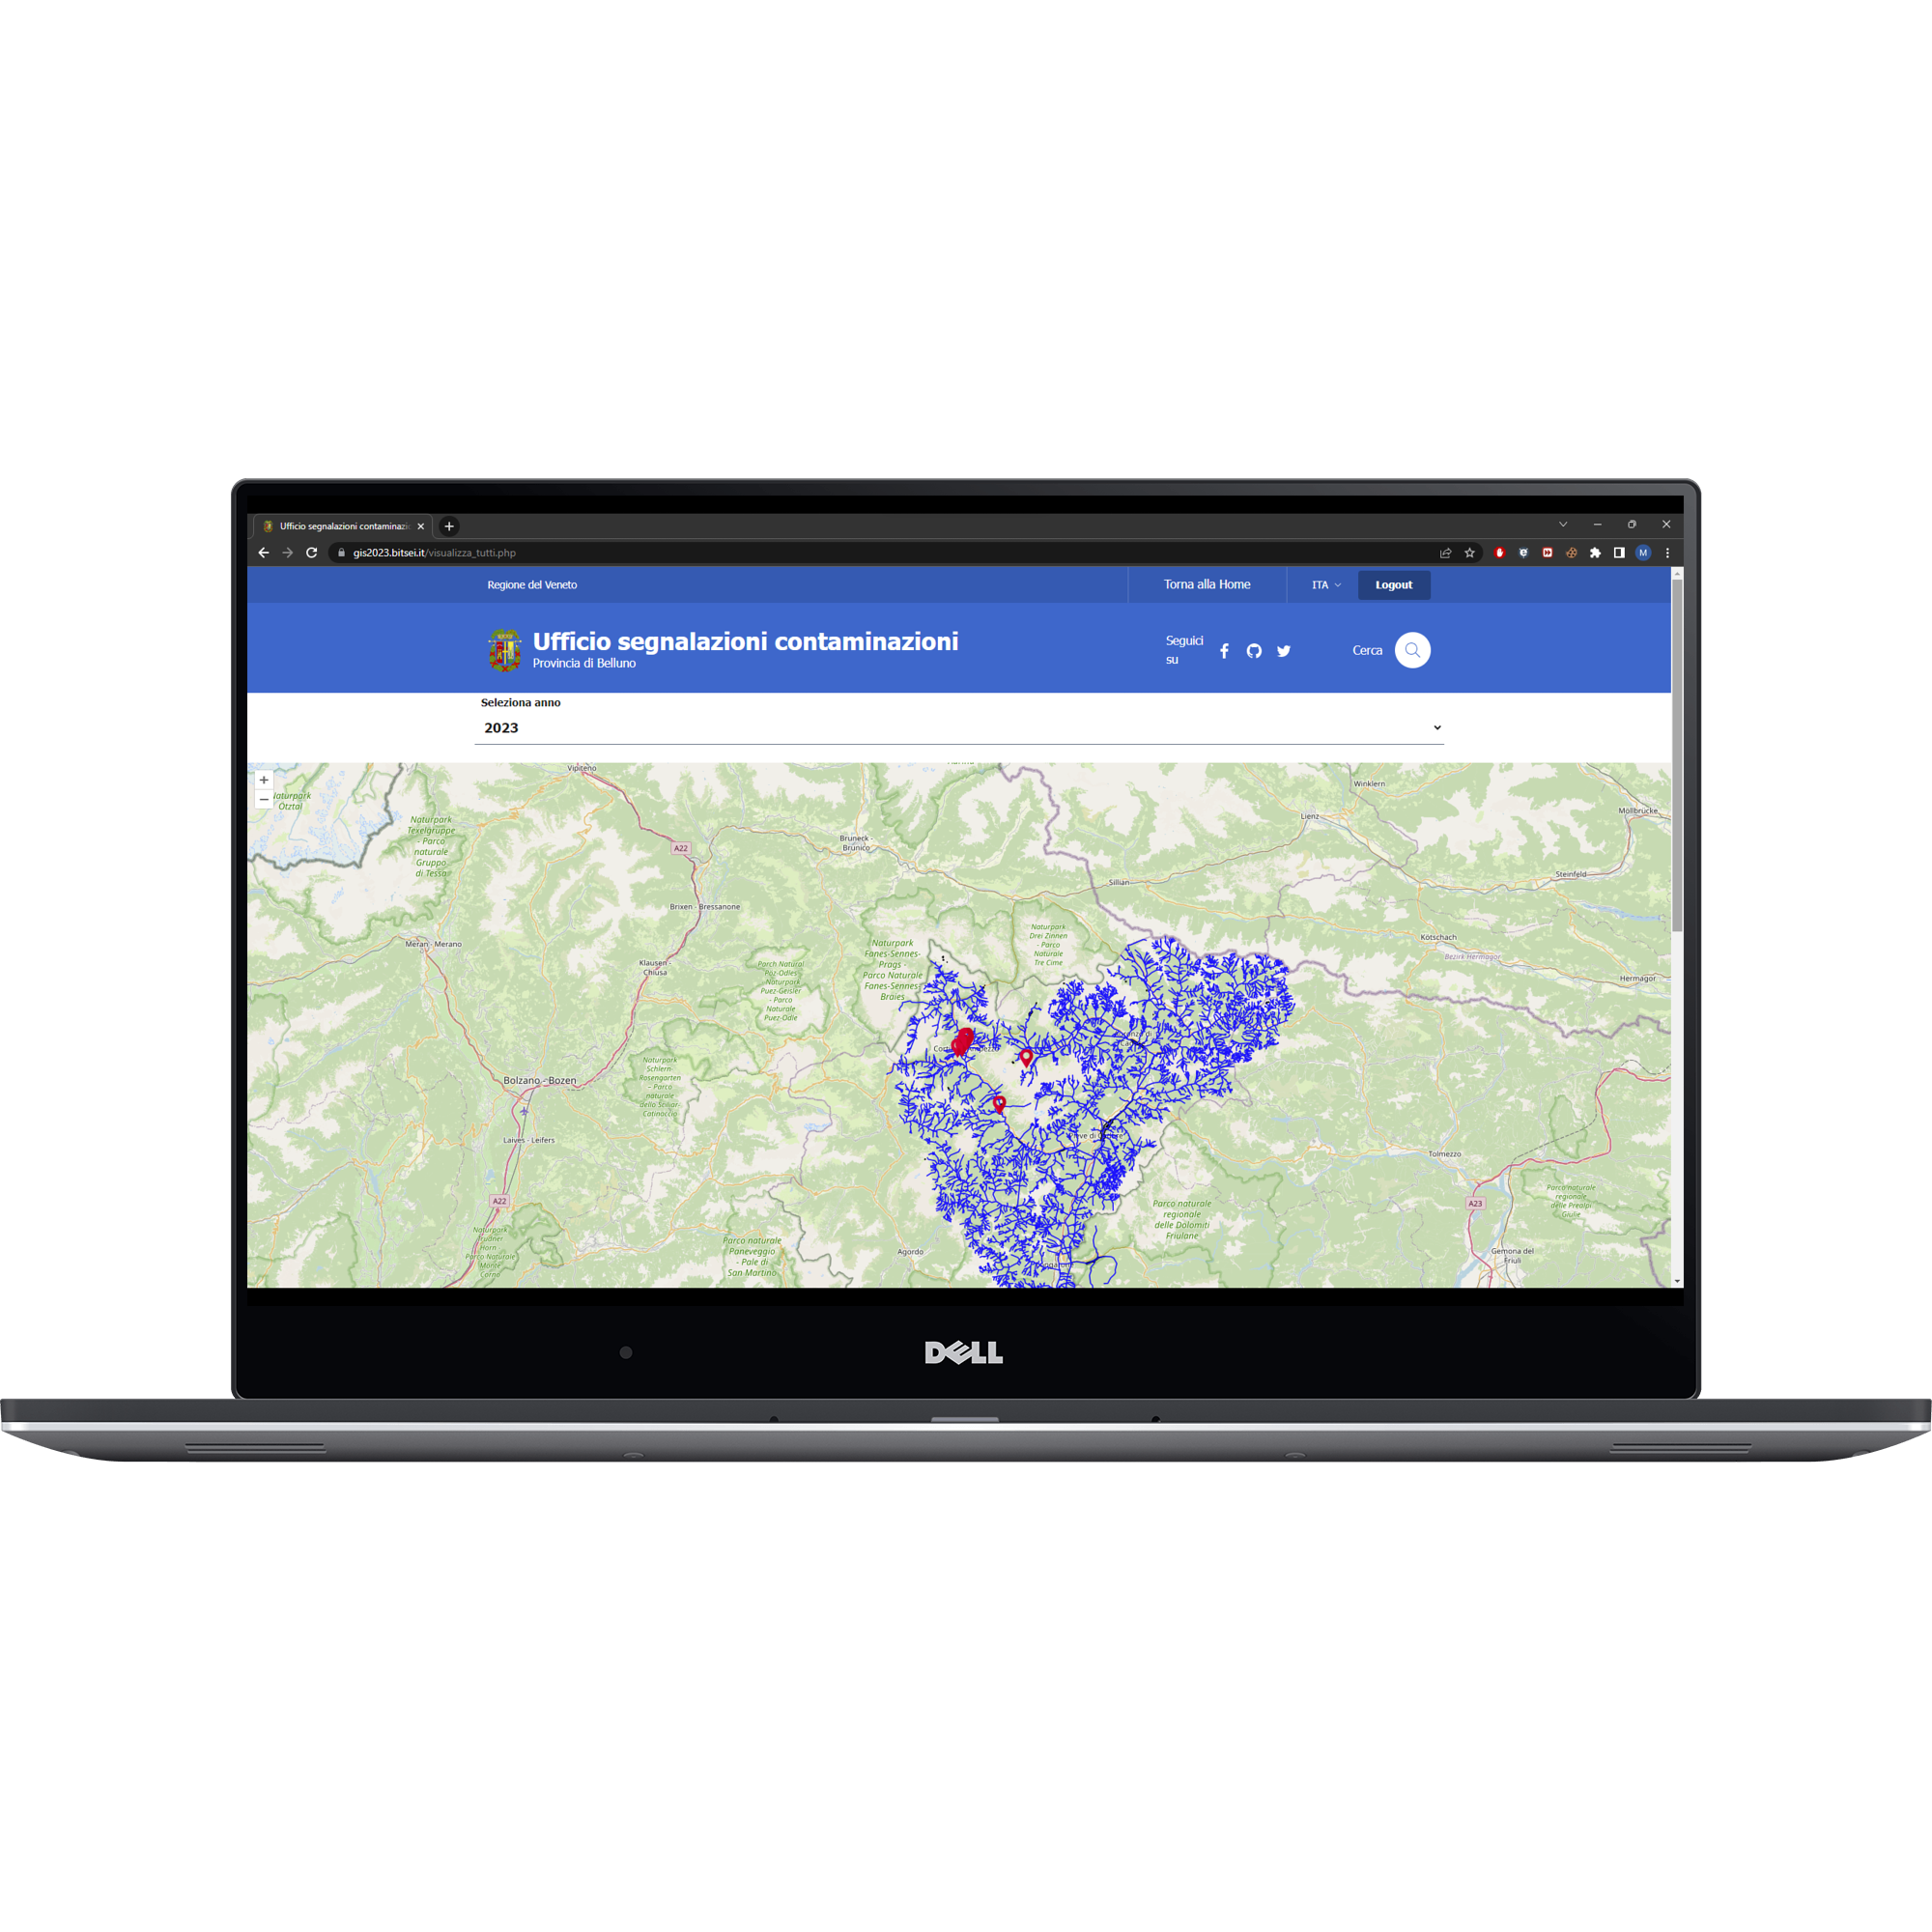 Ufficio segnalazioni contaminazio
gis2023.bitsei.it/visualizza_tutti.php
M
Regione del Veneto
Torna alla Home
ITA
Logout
Ufficio segnalazioni contaminazioni
Provincia di Belluno
Seguici
su
Cerca
Seleziona anno
2023
+
−
Vipiteno
Naturpark
Ötztal
Naturpark
Texelgruppe
- Parco
naturale
Gruppo
di Tessa
A22
Bruneck -
Brunico
Winklern
Lienz
Möllbrücke
Sillian
Steinfeld
Brixen - Bressanone
Meran - Merano
Klausen -
Chiusa
Parch Natural
Poz-Odles
Naturpark
Puez-Geisler
- Parco
Naturale
Puez-Odle
Naturpark
Fanes-Sennes-
Prags -
Parco Naturale
Fanes-Sennes-
Braies
Naturpark
Drei Zinnen
- Parco
Naturale
Tre Cime
Kötschach
Bezirk Hermagor
Hermagor
Bolzano - Bozen
Naturpark
Schlern
Rosengarten
- Parco
naturale
dello Sciliar-
Catinaccio
Laives - Leifers
Tolmezzo
A22
Naturpark
Trudner
Horn -
Parco Naturale
Monte
Corno
Parco naturale
Paneveggio
- Pale di
San Martino
Agordo
Parco naturale
regionale
delle Dolomiti
Friulane
A23
Parco naturale
regionale
delle Prealpi
Giulie
Gemona del
Friuli
DELL